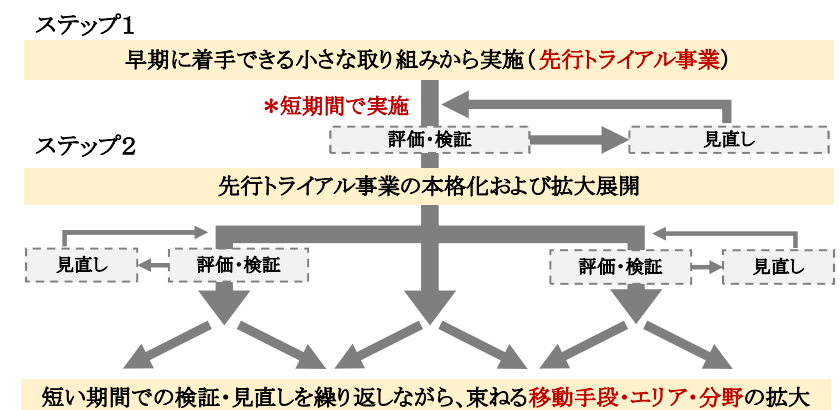 ステップ１
早期に着手できる小さな取り組みから実施（先行トライアル事業）
＊短期間で実施
評価・検証
見直し
ステップ２
先行トライアル事業の本格化および拡大展開
見直し
評価・検証
評価・検証
見直し
短い期間での検証・見直しを繰り返しながら、束ねる移動手段・エリア・分野の拡大